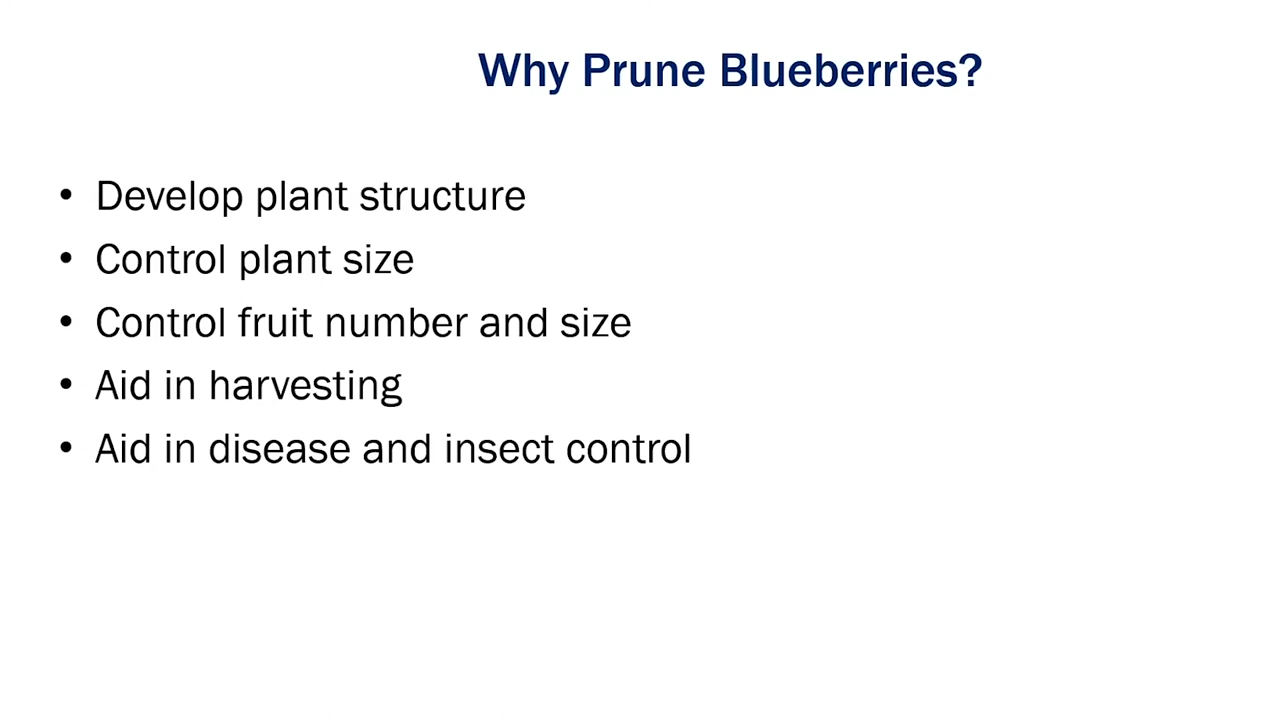 Why Prune Blueberries?
• Develop plant structure
• Control plant size
• Control fruit number and size
• Aid in harvesting
• Aid in disease and insect control